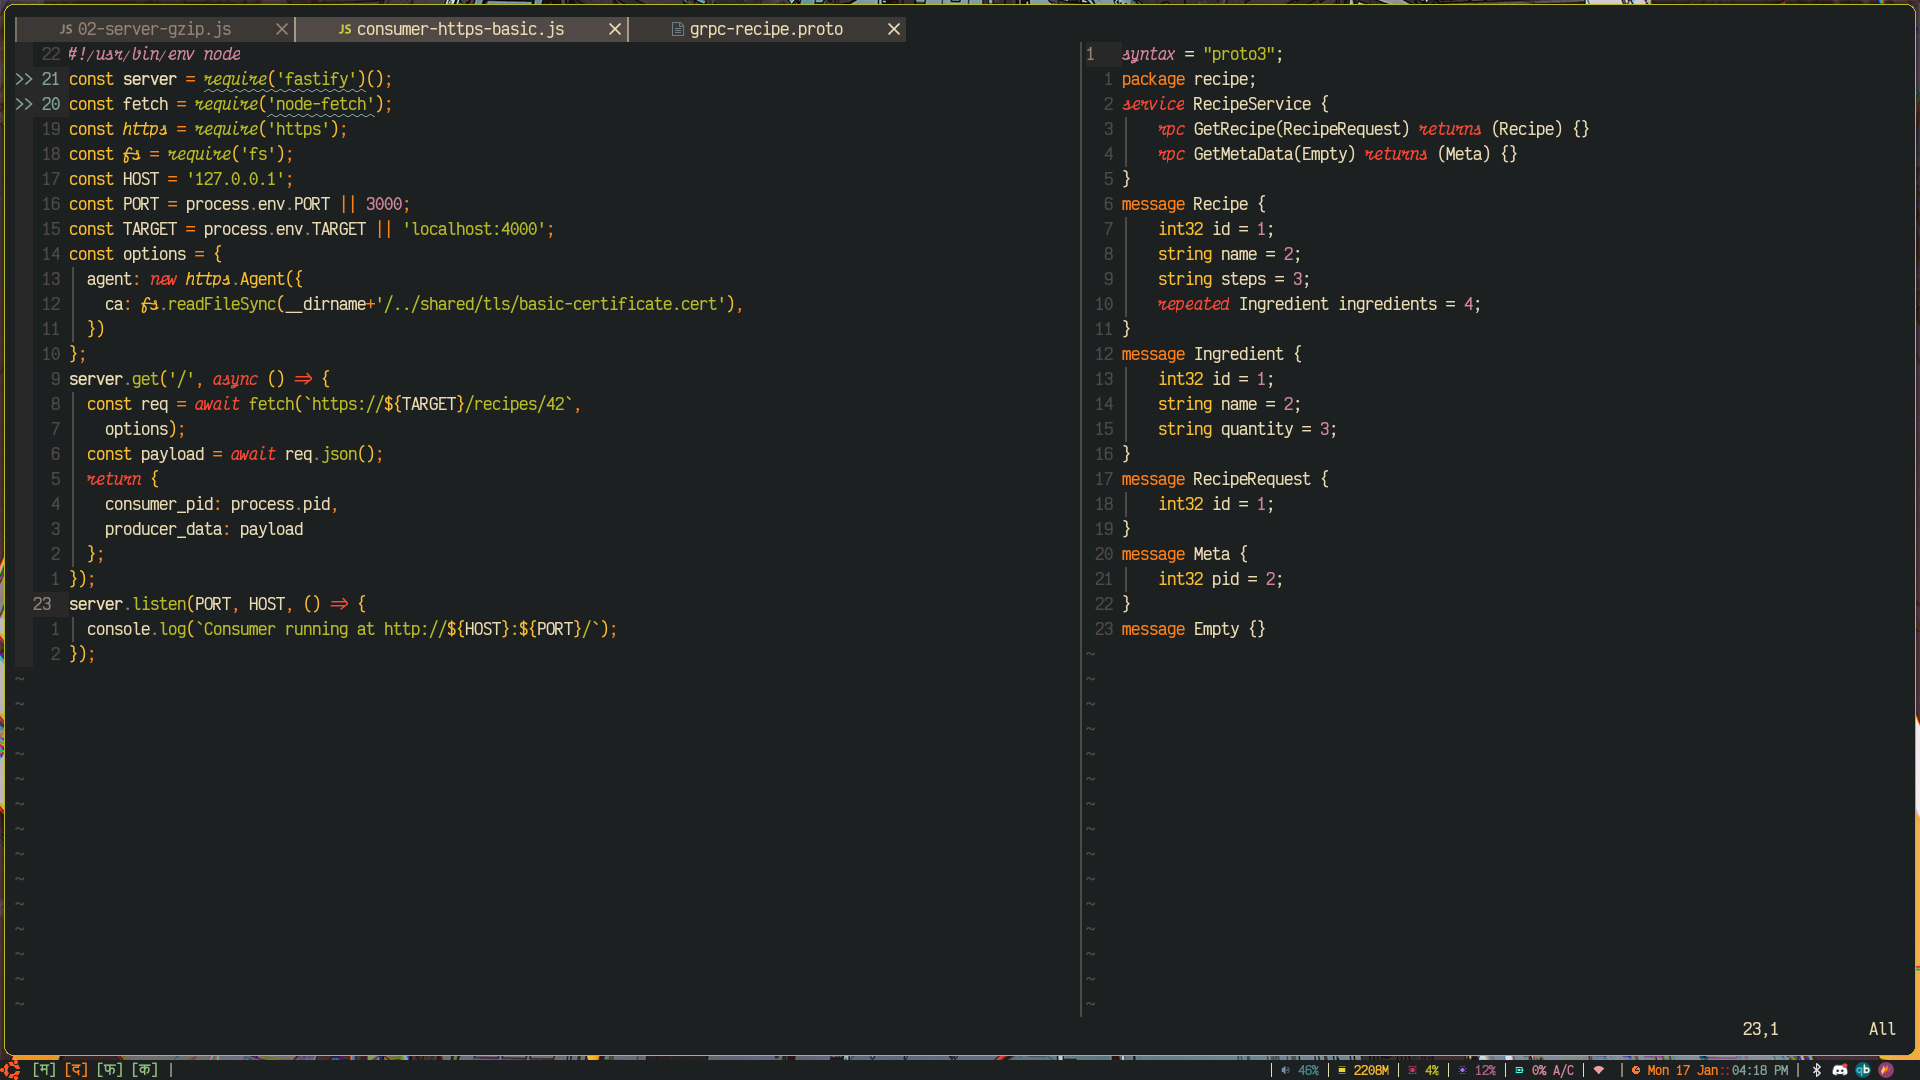 JS 02-server-gzip.js ✕ JS consumer-https-basic.js ✕ grpc-recipe.proto ✕
22 #!/usr/bin/env node
>> 21 const server = require('fastify')();
>> 20 const fetch = require('node-fetch');
19 const https = require('https');
18 const fs = require('fs');
17 const HOST = '127.0.0.1';
16 const PORT = process.env.PORT || 3000;
15 const TARGET = process.env.TARGET || 'localhost:4000';
14 const options = {
13 agent: new https.Agent({
12 ca: fs.readFileSync(__dirname+'/../shared/tls/basic-certificate.cert'),
11 })
10 };
9 server.get('/', async () => {
8 const req = await fetch(`https://${TARGET}/recipes/42`,
7 options);
6 const payload = await req.json();
5 return {
4 consumer_pid: process.pid,
3 producer_data: payload
2 };
1 });
23 server.listen(PORT, HOST, () => {
1 console.log(`Consumer running at http://${HOST}:${PORT}/`);
2 });
1 syntax = "proto3";
1 package recipe;
2 service RecipeService {
3 rpc GetRecipe(RecipeRequest) returns (Recipe) {}
4 rpc GetMetaData(Empty) returns (Meta) {}
5 }
6 message Recipe {
7 int32 id = 1;
8 string name = 2;
9 string steps = 3;
10 repeated Ingredient ingredients = 4;
11 }
12 message Ingredient {
13 int32 id = 1;
14 string name = 2;
15 string quantity = 3;
16 }
17 message RecipeRequest {
18 int32 id = 1;
19 }
20 message Meta {
21 int32 pid = 2;
22 }
23 message Empty {}
23,1 All
[म] [द] [फ] [क] | | 46% | 2208M | 4% | 12% | 0% A/C | | Mon 17 Jan::04:18 PM | qb